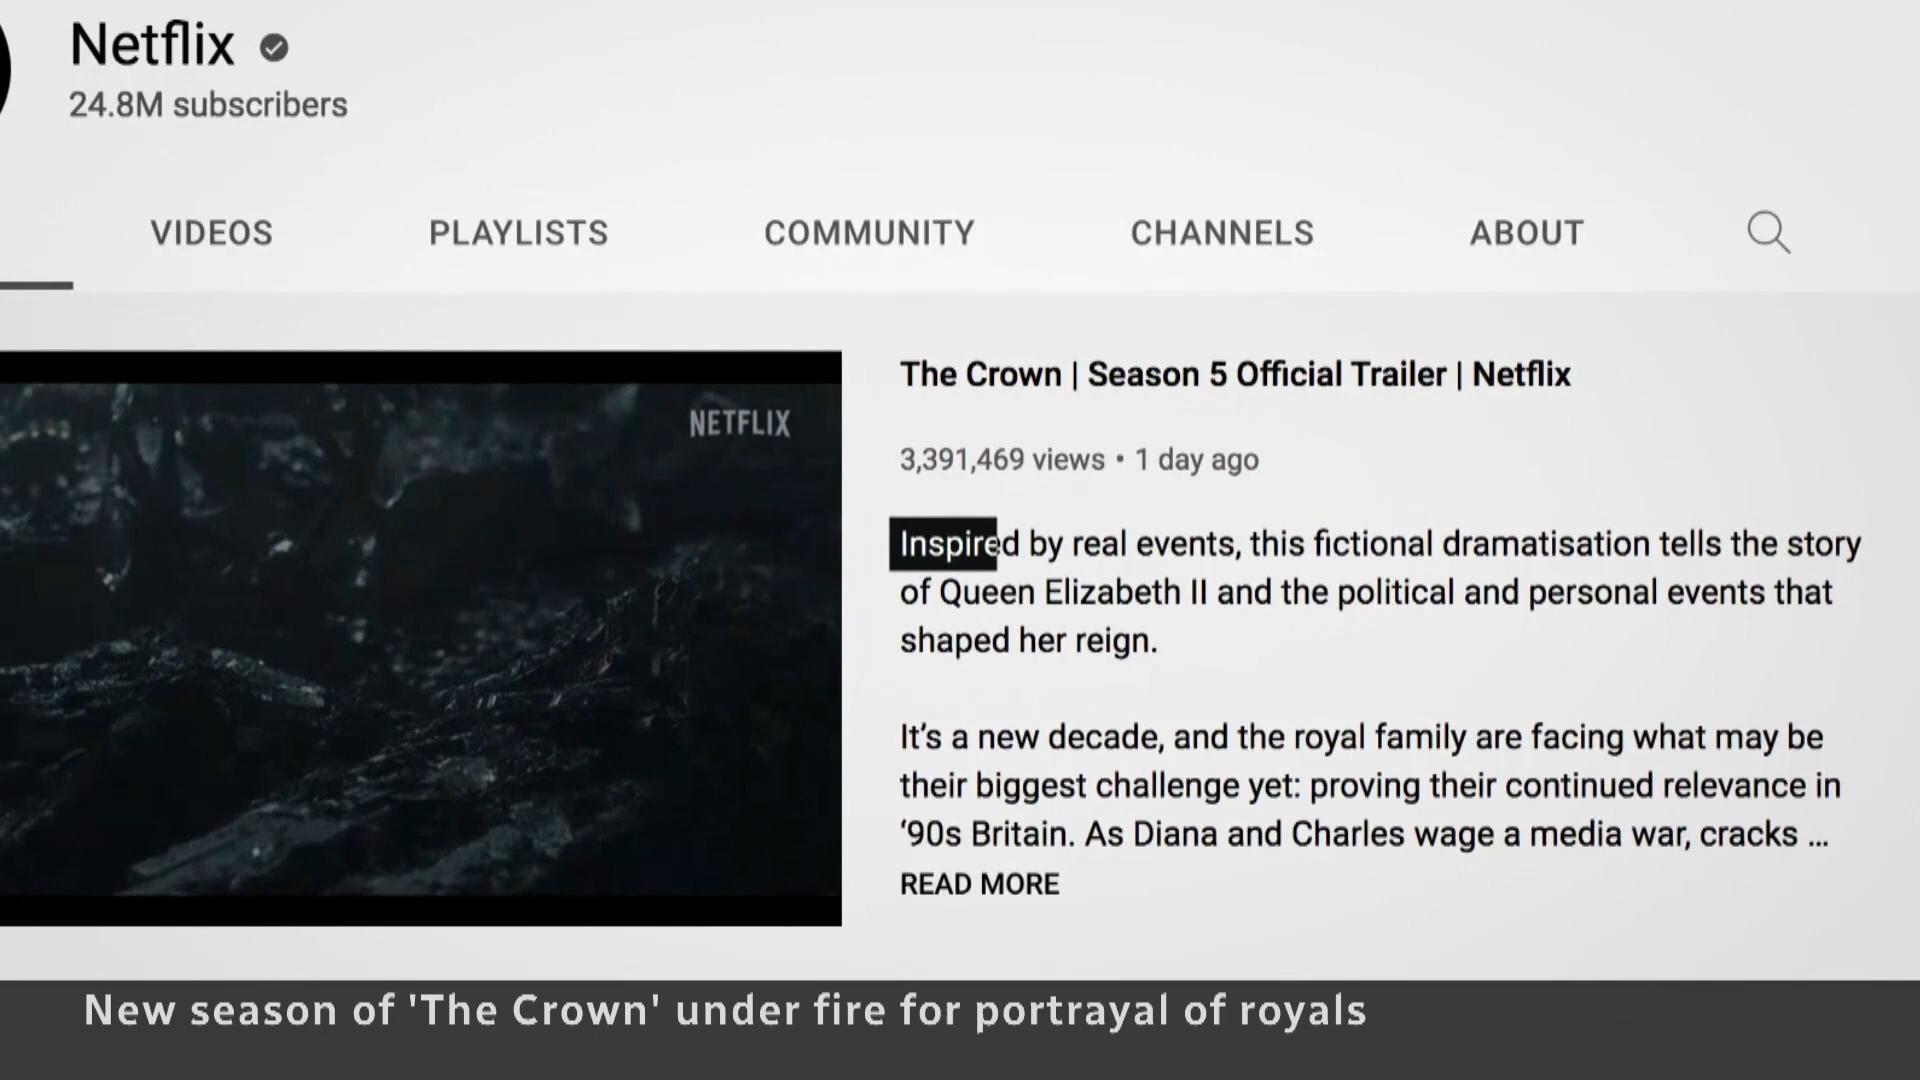 Netflix
24.8M subscribers
VIDEOS PLAYLISTS COMMUNITY CHANNELS ABOUT
NETFLIX
The Crown | Season 5 Official Trailer | Netflix
3,391,469 views • 1 day ago
Inspired by real events, this fictional dramatisation tells the story
of Queen Elizabeth II and the political and personal events that
shaped her reign.
It’s a new decade, and the royal family are facing what may be
their biggest challenge yet: proving their continued relevance in
‘90s Britain. As Diana and Charles wage a media war, cracks ...
READ MORE
New season of 'The Crown' under fire for portrayal of royals